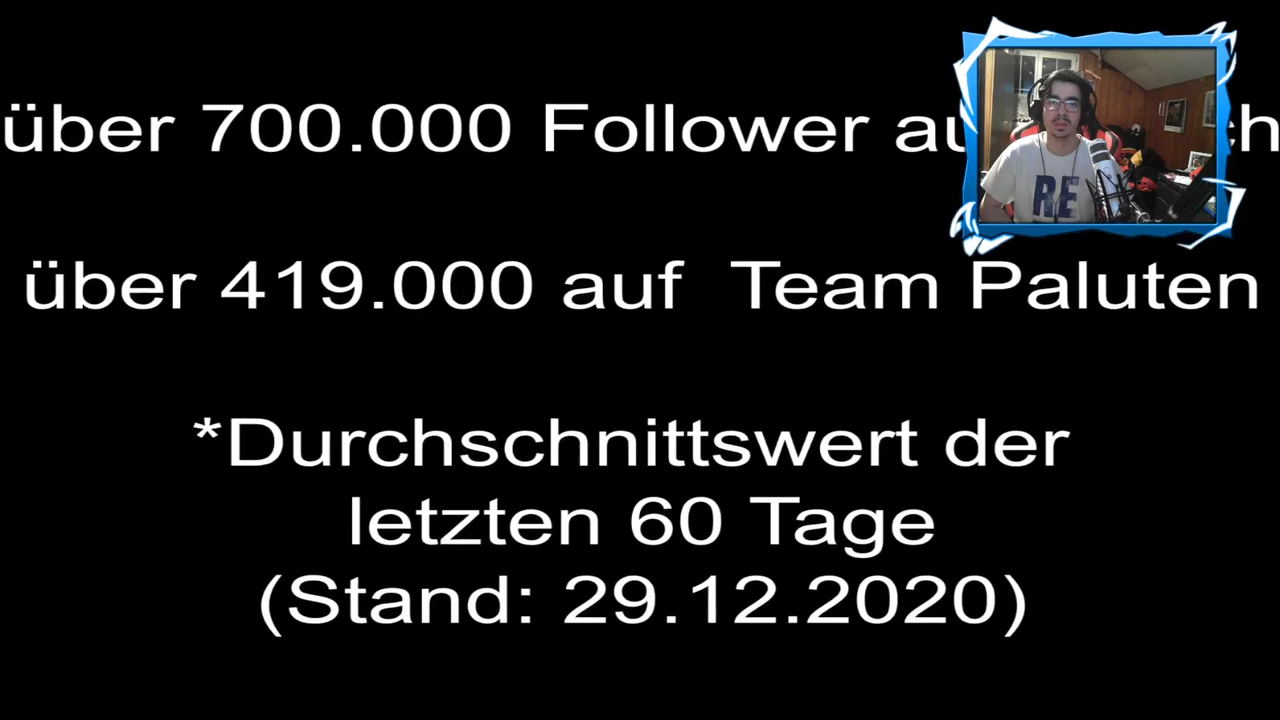 über 700.000 Follower
über 419.000 auf Team Paluten
*Durchschnittswert der
letzten 60 Tage
(Stand: 29.12.2020)
RE